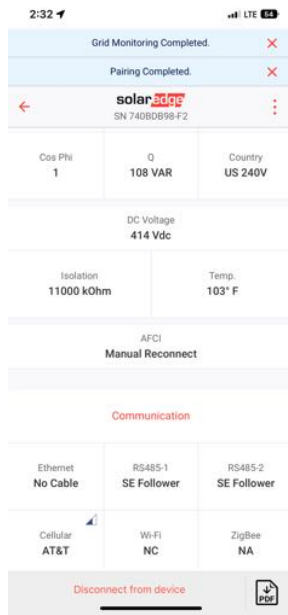 2:32 LTE 54
Grid Monitoring Completed.
Pairing Completed.
solaredge
SN 740BDB98-F2
Cos Phi Q Country
1 108 VAR US 240V
DC Voltage
414 Vdc
Isolation Temp.
11000 kOhm 103° F
AFCI
Manual Reconnect
Communication
Ethernet RS485-1 RS485-2
No Cable SE Follower SE Follower
Cellular Wi-Fi ZigBee
AT&T NC NA
Disconnect from device PDF